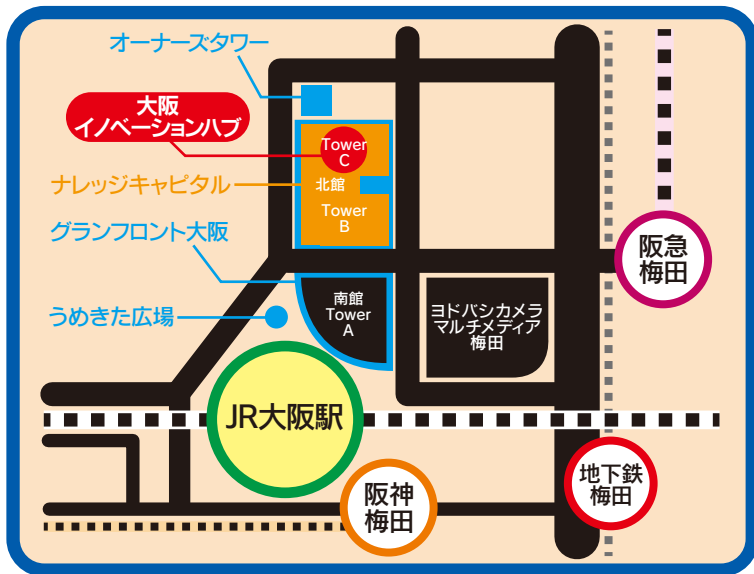 オーナーズタワー
大阪
イノベーションハブ
Tower
C
ナレッジキャピタル
北館
Tower
B
グランフロント大阪
阪急
梅田
うめきた広場
南館
Tower
A
ヨドバシカメラ
マルチメディア
梅田
JR大阪駅
地下鉄
梅田
阪神
梅田